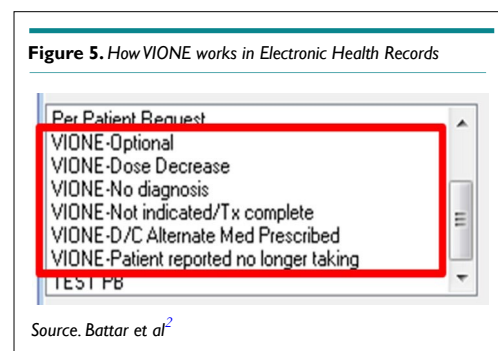 Figure 5. How VIONE works in Electronic Health Records
Per Patient Request
VIONE-Optional
VIONE-Dose Decrease
VIONE-No diagnosis
VIONE-Not indicated/Tx complete
VIONE-D/C Alternate Med Prescribed
VIONE-Patient reported no longer taking
TEST PB
Source. Battar et al2